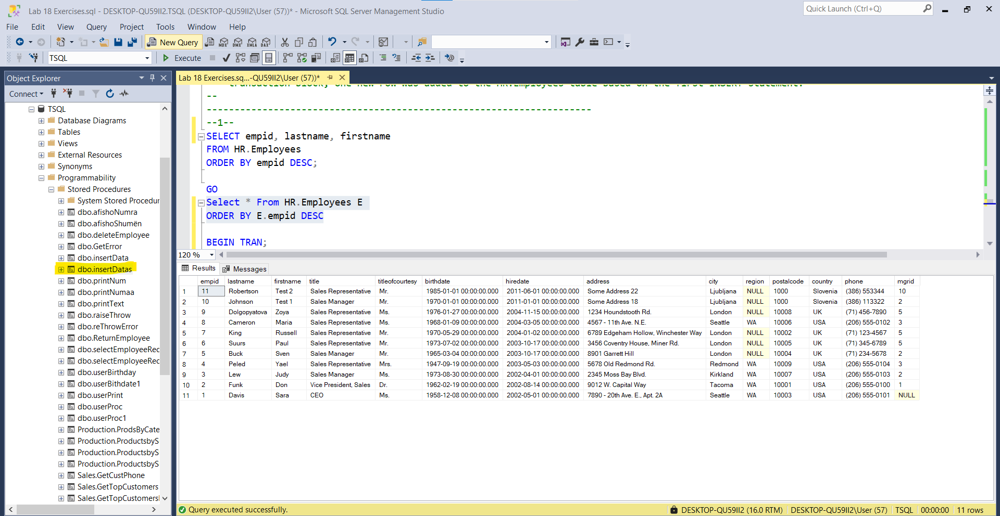 Lab 18 Exercises.sql - DESKTOP-QU59II2.TSQL (DESKTOP-QU59II2\User (57))* - Microsoft SQL Server Management Studio
Quick Launch (Ctrl+Q)
File Edit View Query Project Tools Window Help
New Query MDX DMX XMLA DAX
TSQL Execute
Object Explorer
Connect
TSQL
Database Diagrams
Tables
Views
External Resources
Synonyms
Programmability
Stored Procedures
System Stored Procedur
dbo.afishoNumra
dbo.afishoShumën
dbo.deleteEmployee
dbo.GetError
dbo.insertData
dbo.insertDatas
dbo.printNum
dbo.printNumaa
dbo.printText
dbo.raiseThrow
dbo.reThrowError
dbo.ReturnEmployee
dbo.selectEmployeeRec
dbo.selectEmployeeRec
dbo.userBirthday
dbo.userBithdate1
dbo.userPrint
dbo.userProc
dbo.userProc1
Production.ProdsByCate
Production.ProductsbyS
Production.ProductsbyS
Production.ProductsbyS
Sales.GetCustPhone
Sales.GetTopCustomers
Sales.GetTopCustomers
Lab 18 Exercises.sq...-QU59II2\User (57))*
transaction block, one new row was added to the HR.Employees table based on the first INSERT statement.
--
---------------------------------------------------------------------
--1--
SELECT empid, lastname, firstname
FROM HR.Employees
ORDER BY empid DESC;
GO
Select * From HR.Employees E
ORDER BY E.empid DESC
BEGIN TRAN;
120 %
Results Messages
empid lastname firstname title titleofcourtesy birthdate hiredate address city region postalcode country phone mgrid
1 11 Robertson Test 2 Sales Representative Mr. 1985-01-01 00:00:00.000 2011-06-01 00:00:00.000 Some Address 22 Ljubljana NULL 1000 Slovenia (386) 553344 10
2 10 Johnson Test 1 Sales Manager Mr. 1970-01-01 00:00:00.000 2011-01-01 00:00:00.000 Some Address 18 Ljubljana NULL 1000 Slovenia (386) 113322 2
3 9 Dolgopyatova Zoya Sales Representative Ms. 1976-01-27 00:00:00.000 2004-11-15 00:00:00.000 1234 Houndstooth Rd. London NULL 10008 UK (71) 456-7890 5
4 8 Cameron Maria Sales Representative Ms. 1968-01-09 00:00:00.000 2004-03-05 00:00:00.000 4567 - 11th Ave. N.E. Seattle WA 10006 USA (206) 555-0102 3
5 7 King Russell Sales Representative Mr. 1970-05-29 00:00:00.000 2004-01-02 00:00:00.000 6789 Edgeham Hollow, Winchester Way London NULL 10002 UK (71) 123-4567 5
6 6 Suurs Paul Sales Representative Mr. 1973-07-02 00:00:00.000 2003-10-17 00:00:00.000 3456 Coventry House, Miner Rd. London NULL 10005 UK (71) 345-6789 5
7 5 Buck Sven Sales Manager Mr. 1965-03-04 00:00:00.000 2003-10-17 00:00:00.000 8901 Garrett Hill London NULL 10004 UK (71) 234-5678 2
8 4 Peled Yael Sales Representative Mrs. 1947-09-19 00:00:00.000 2003-05-03 00:00:00.000 5678 Old Redmond Rd. Redmond WA 10009 USA (206) 555-0104 3
9 3 Lew Judy Sales Manager Ms. 1973-08-30 00:00:00.000 2002-04-01 00:00:00.000 2345 Moss Bay Blvd. Kirkland WA 10007 USA (206) 555-0103 2
10 2 Funk Don Vice President, Sales Dr. 1962-02-19 00:00:00.000 2002-08-14 00:00:00.000 9012 W. Capital Way Tacoma WA 10001 USA (206) 555-0100 1
11 1 Davis Sara CEO Ms. 1958-12-08 00:00:00.000 2002-05-01 00:00:00.000 7890 - 20th Ave. E., Apt. 2A Seattle WA 10003 USA (206) 555-0101 NULL
Query executed successfully. DESKTOP-QU59II2 (16.0 RTM) DESKTOP-QU59II2\User (57) TSQL 00:00:00 11 rows